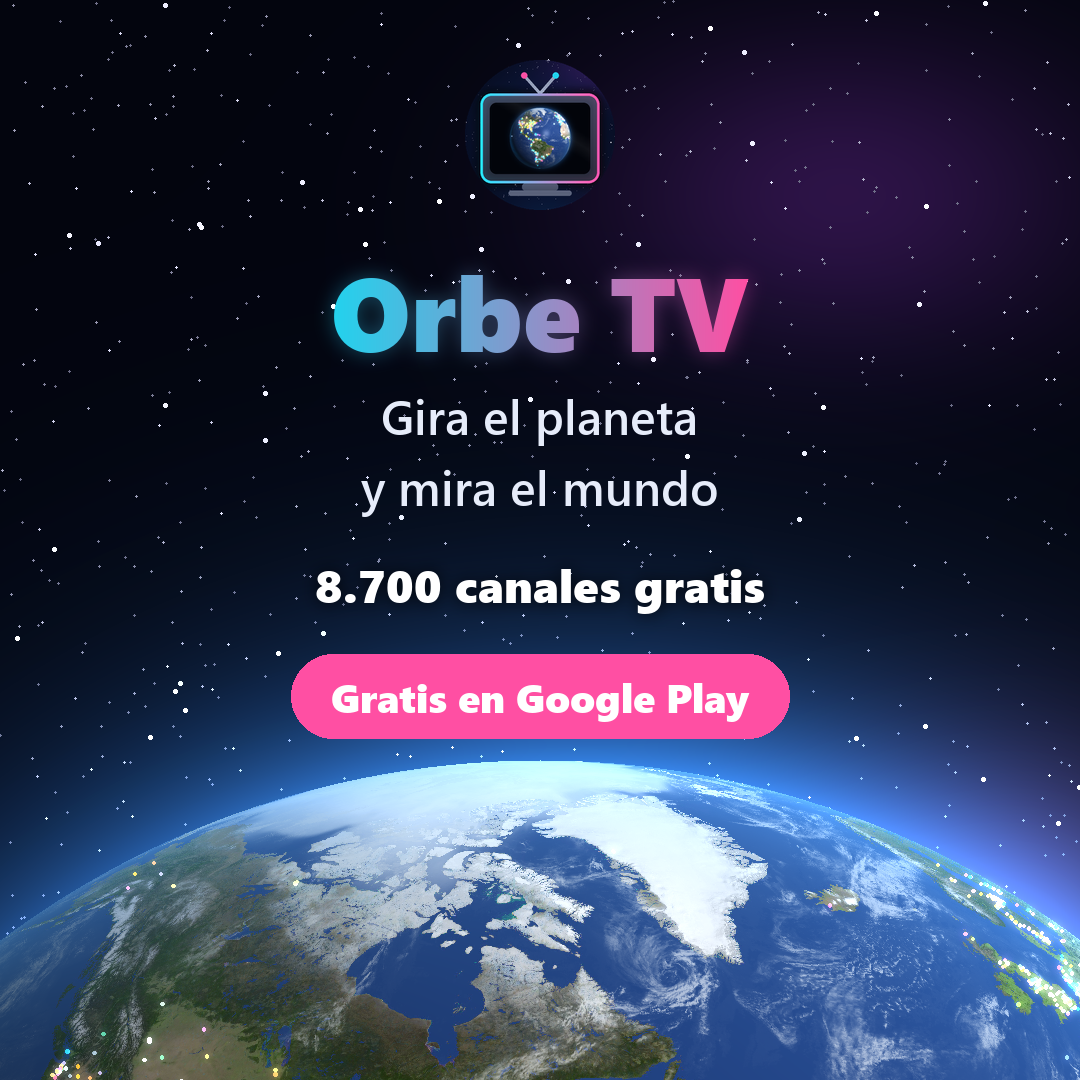 Orbe TV
Gira el planeta
y mira el mundo
8.700 canales gratis
Gratis en Google Play